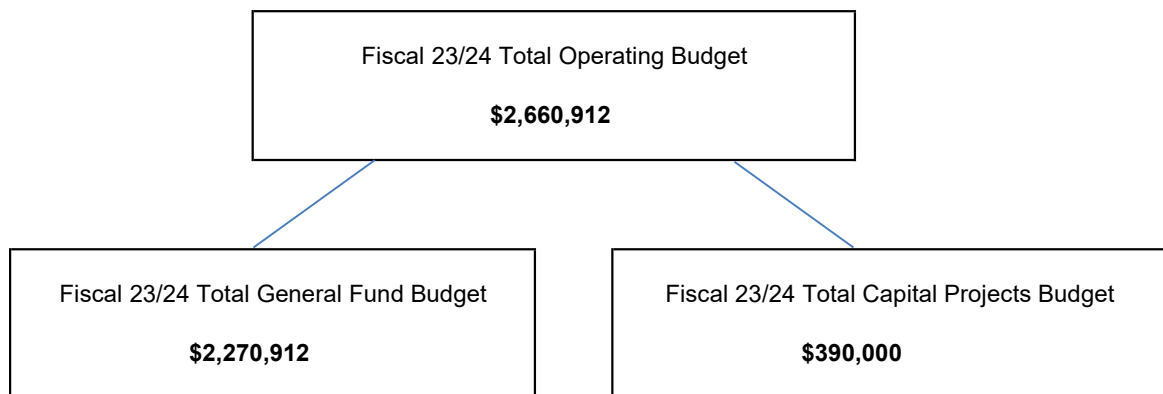 Fiscal 23/24 Total Operating Budget
$2,660,912
Fiscal 23/24 Total General Fund Budget
$2,270,912
Fiscal 23/24 Total Capital Projects Budget
$390,000